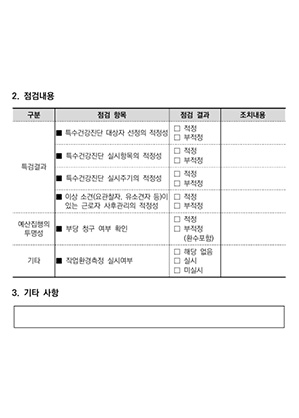 2. 점검내용
구분 점검 항목 점검 결과 조치내용
특검결과
■ 특수건강진단 대상자 선정의 적정성
□ 적정
□ 부적정
■ 특수건강진단 실시항목의 적정성
□ 적정
□ 부적정
■ 특수건강진단 실시주기의 적정성
□ 적정
□ 부적정
■ 이상 소견(요관찰자, 유소견자 등)이
있는 근로자 사후관리의 적정성
□ 적정
□ 부적정
예산집행의
투명성
■ 부당 청구 여부 확인
□ 적정
□ 부적정
(환수포함)
기타
■ 작업환경측정 실시여부
□ 해당 없음
□ 실시
□ 미실시
3. 기타 사항